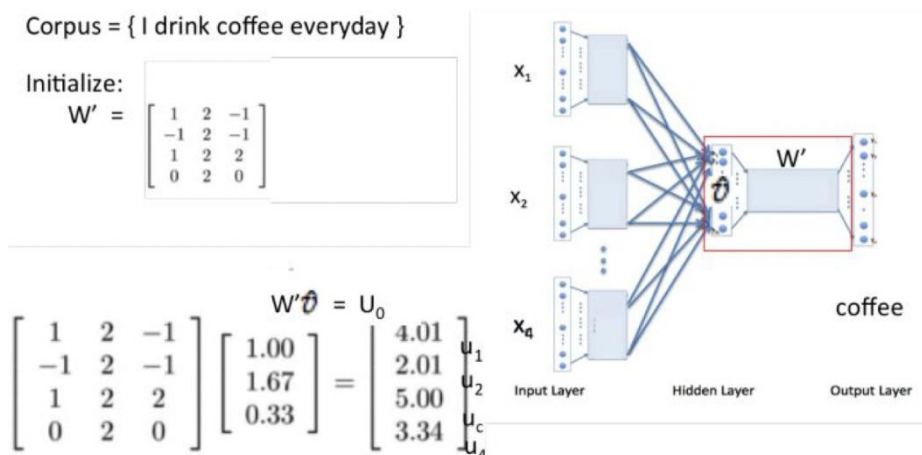 Corpus = { I drink coffee everyday }
Initialize:
W′ =
1 2 −1
−1 2 −1
1 2 2
0 2 0
x₁
x₂
x₄
W′
v̂
coffee
Input Layer Hidden Layer Output Layer
W′v̂ = U₀
1 2 −1
−1 2 −1
1 2 2
0 2 0
1.00
1.67
0.33
=
4.01
2.01
5.00
3.34
u₁
u₂
u_c
u₄